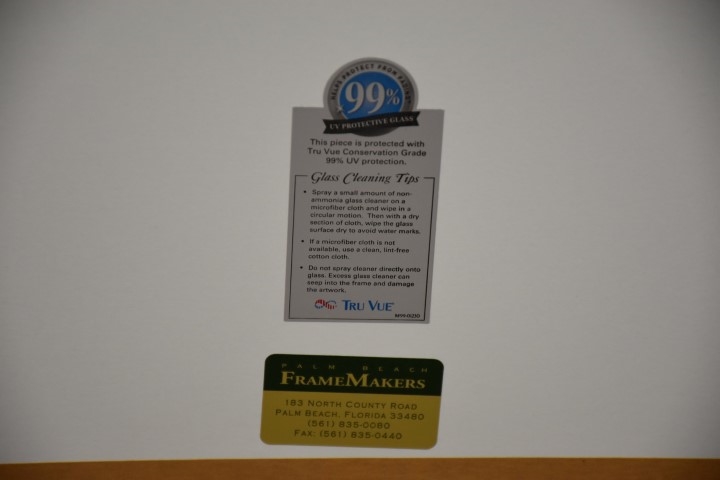 HELPS PROTECT FROM FADING
99%
UV PROTECTIVE GLASS
This piece is protected with
Tru Vue Conservation Grade
99% UV protection.
Glass Cleaning Tips
• Spray a small amount of non-
ammonia glass cleaner on a
microfiber cloth and wipe in a
circular motion. Then with a dry
section of cloth, wipe the glass
surface dry to avoid water marks.
• If a microfiber cloth is not
available, use a clean, lint-free
cotton cloth.
• Do not spray cleaner directly onto
glass. Excess glass cleaner can
seep into the frame and damage
the artwork.
TRU VUE
PALM BEACH
FRAMEMAKERS
183 NORTH COUNTY ROAD
PALM BEACH, FLORIDA 33480
(561) 835-0080
FAX: (561) 835-0440